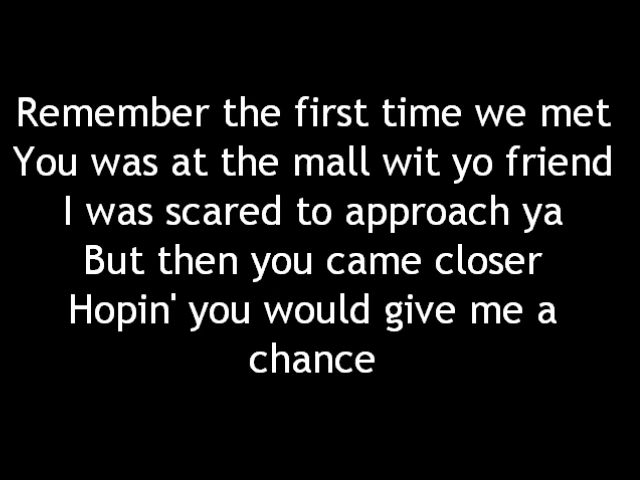 Remember the first time we met
You was at the mall wit yo friend
I was scared to approach ya
But then you came closer
Hopin' you would give me a
chance